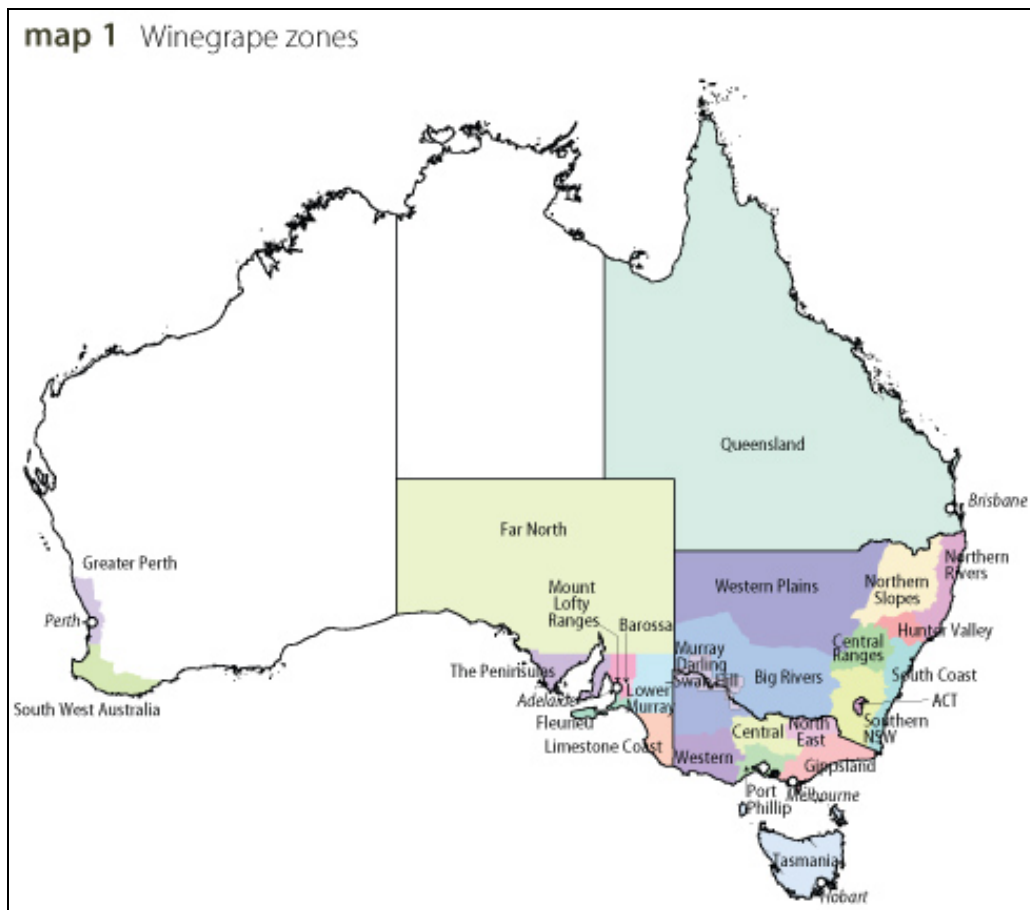 map 1 Winegrape zones
Queensland
Brisbane
Far North
Northern
Rivers
Greater Perth
Western Plains
Northern
Slopes
Mount
Lofty
Ranges
Perth
Barossa
Hunter Valley
Central
Ranges
Murray
Darling
The Peninsules
Swan Hill
Big Rivers
South Coast
Adelaide
Lower
Murray
ACT
South West Australia
Fleurieu
Southern
NSW
Central
North
East
Limestone Coast
Western
Gippsland
Port
Phillip
Melbourne
Tasmania
Hobart